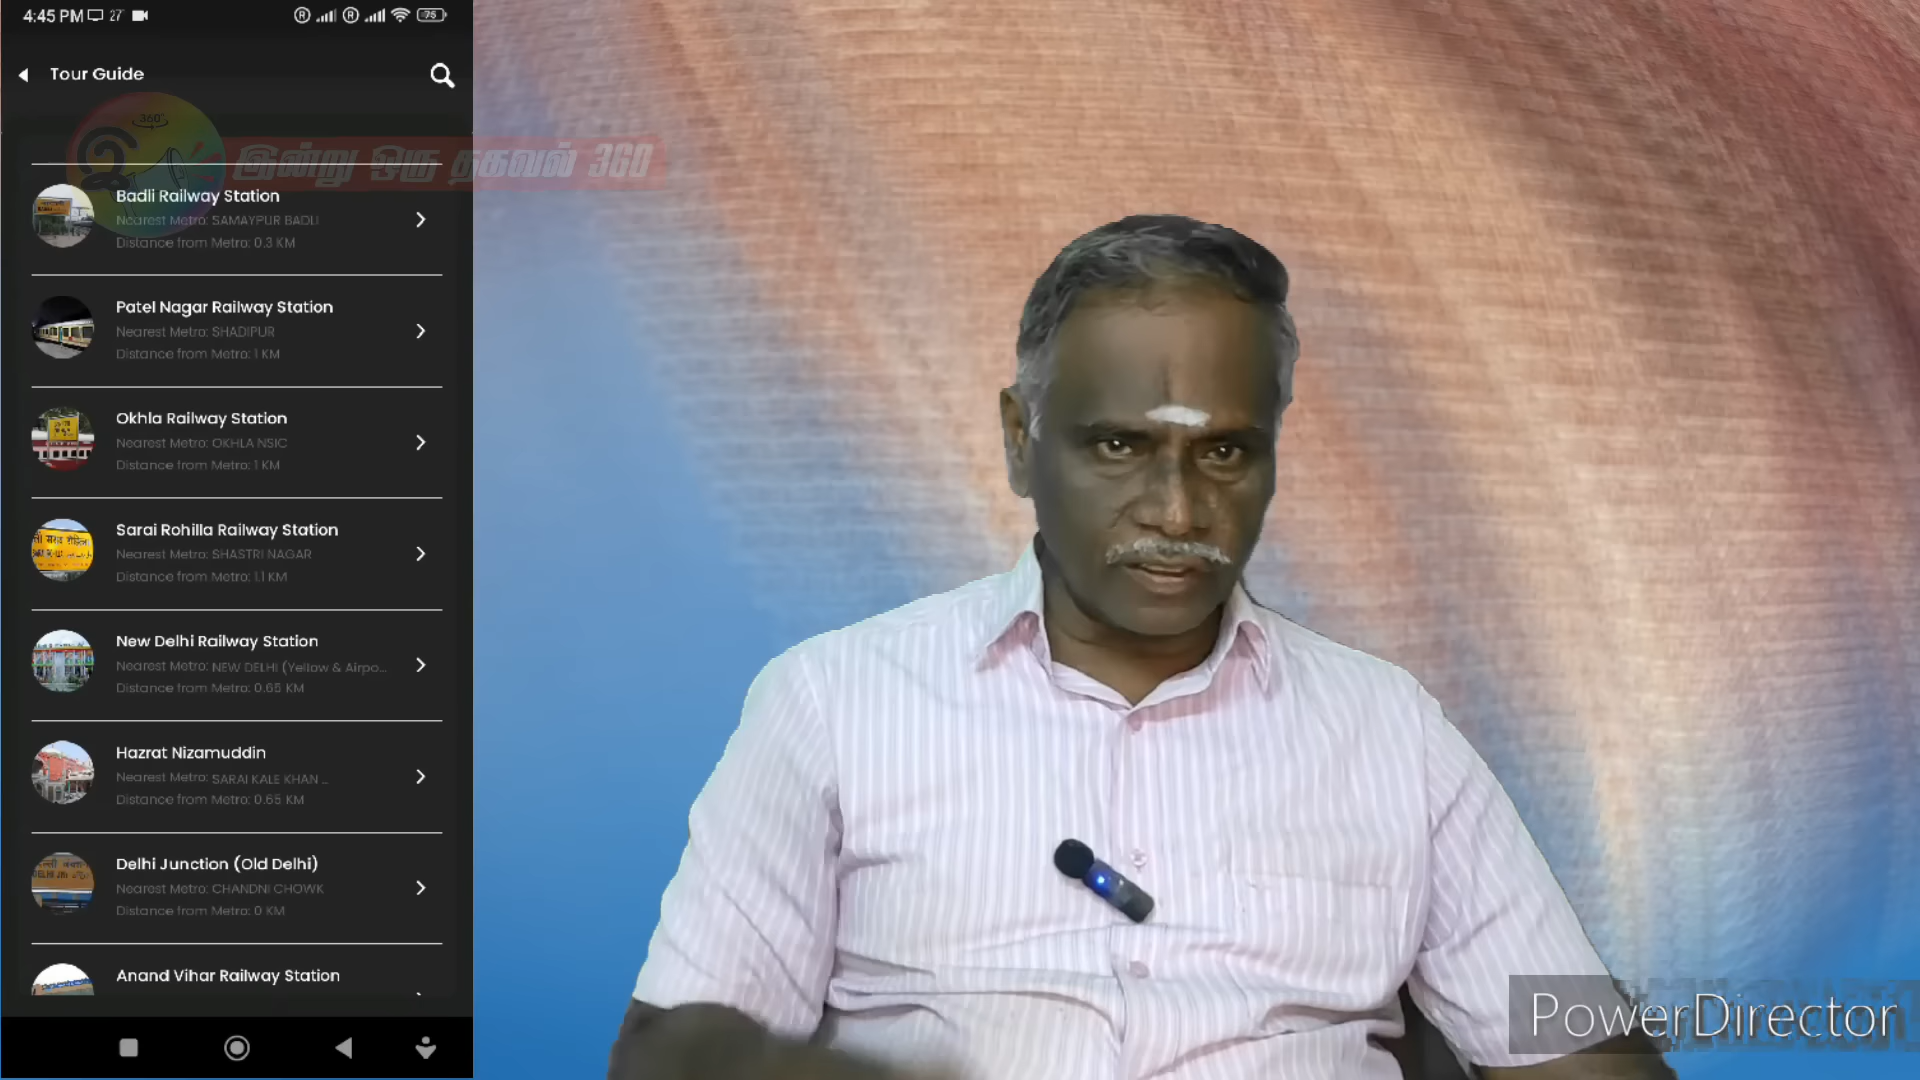 4:45 PM 27° 75
Tour Guide
360°
இன்று ஒரு தகவல் 360
Badli Railway Station
Nearest Metro: SAMAYPUR BADLI
Distance from Metro: 0.3 KM
Patel Nagar Railway Station
Nearest Metro: SHADIPUR
Distance from Metro: 1 KM
Okhla Railway Station
Nearest Metro: OKHLA NSIC
Distance from Metro: 1 KM
Sarai Rohilla Railway Station
Nearest Metro: SHASTRI NAGAR
Distance from Metro: 1.1 KM
New Delhi Railway Station
Nearest Metro: NEW DELHI (Yellow & Airpo...
Distance from Metro: 0.65 KM
Hazrat Nizamuddin
Nearest Metro: SARAI KALE KHAN ...
Distance from Metro: 0.65 KM
Delhi Junction (Old Delhi)
Nearest Metro: CHANDNI CHOWK
Distance from Metro: 0 KM
Anand Vihar Railway Station
PowerDirector